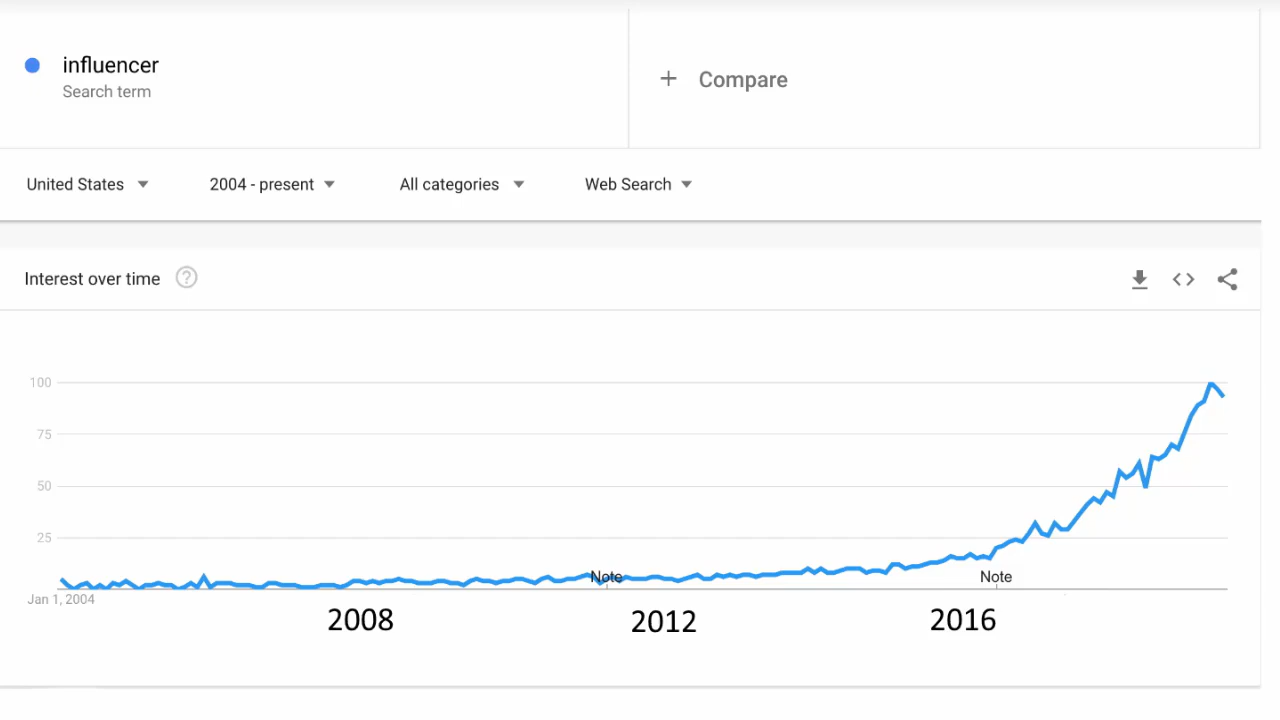 influencer
Search term
+ Compare
United States
2004 - present
All categories
Web Search
Interest over time ?
100
75
50
25
Note
Note
Jan 1, 2004
2008
2012
2016